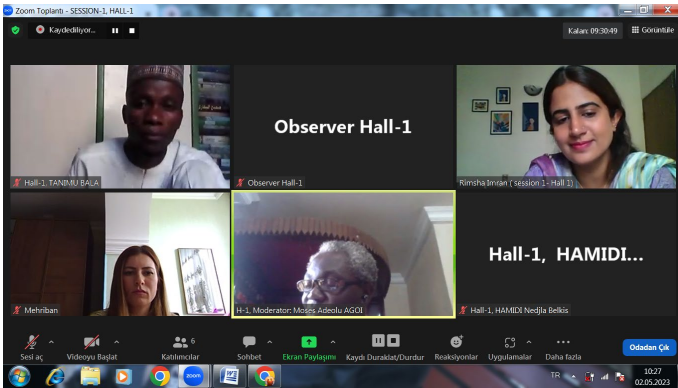 Zoom Toplantı - SESSION-1, HALL-1
Kaydediliyor...
Kalan: 09:30:49
Görüntüle
Hall-1. TANIMU BALA
Observer Hall-1
Observer Hall-1
Rimsha Imran ( session 1- Hall 1)
Mehriban
H-1, Moderator: Moses Adeolu AGOI
Hall-1, HAMIDI...
Hall-1, HAMIDI Nedjla Belkis
Sesi aç
Videoyu Başlat
6
Katılımcılar
Sohbet
Ekran Paylaşımı
Kaydı Duraklat/Durdur
Reaksiyonlar
Uygulamalar
Daha fazla
Odadan Çık
zoom
TR
10:27
02.05.2023